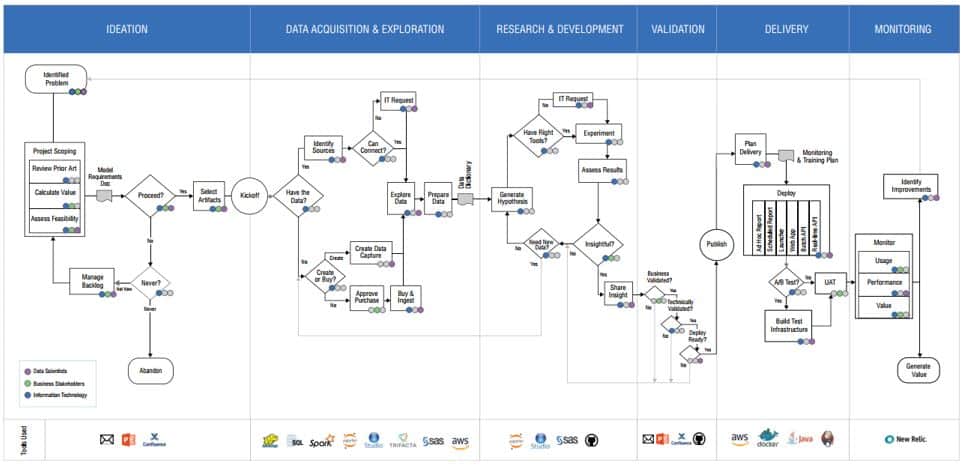 IDEATION
DATA ACQUISITION & EXPLORATION
RESEARCH & DEVELOPMENT
VALIDATION
DELIVERY
MONITORING
Identified
Problem
Project Scoping
Review Prior Art
Calculate Value
Assess Feasibility
Model
Requirements
Doc
Proceed?
Yes
No
Select
Artifacts
Manage
Backlog
Not Now
Never?
Never
Abandon
Kickoff
Have the
Data?
Yes
No
Identify
Sources
Can
Connect?
No
Yes
IT Request
Explore
Data
Prepare
Data
Data
Dictionary
Create
or Buy?
Create
Create Data
Capture
Approve
Purchase
Buy &
Ingest
Generate
Hypothesis
Have Right
Tools?
No
Yes
IT Request
Experiment
Assess Results
Insightful?
No
Yes
Need New
Data?
No
Yes
Share
Insight
Business
Validated?
Yes
No
Technically
Validated?
Yes
No
Deploy
Ready?
Yes
No
Publish
Plan
Delivery
Monitoring
& Training Plan
Deploy
Ad Hoc Report
Scheduled Report
Launcher
Web App
Batch API
Real-time API
A/B Test?
No
Yes
UAT
Build Test
Infrastructure
Monitor
Usage
Performance
Value
Identify
Improvements
Generate
Value
Data Scientists
Business Stakeholders
Information Technology
Tools Used
Confluence
SQL
Spark
jupyter
Studio
TRIFACTA
sas
aws
jupyter
Studio
sas
Confluence
aws
docker
Java
New Relic